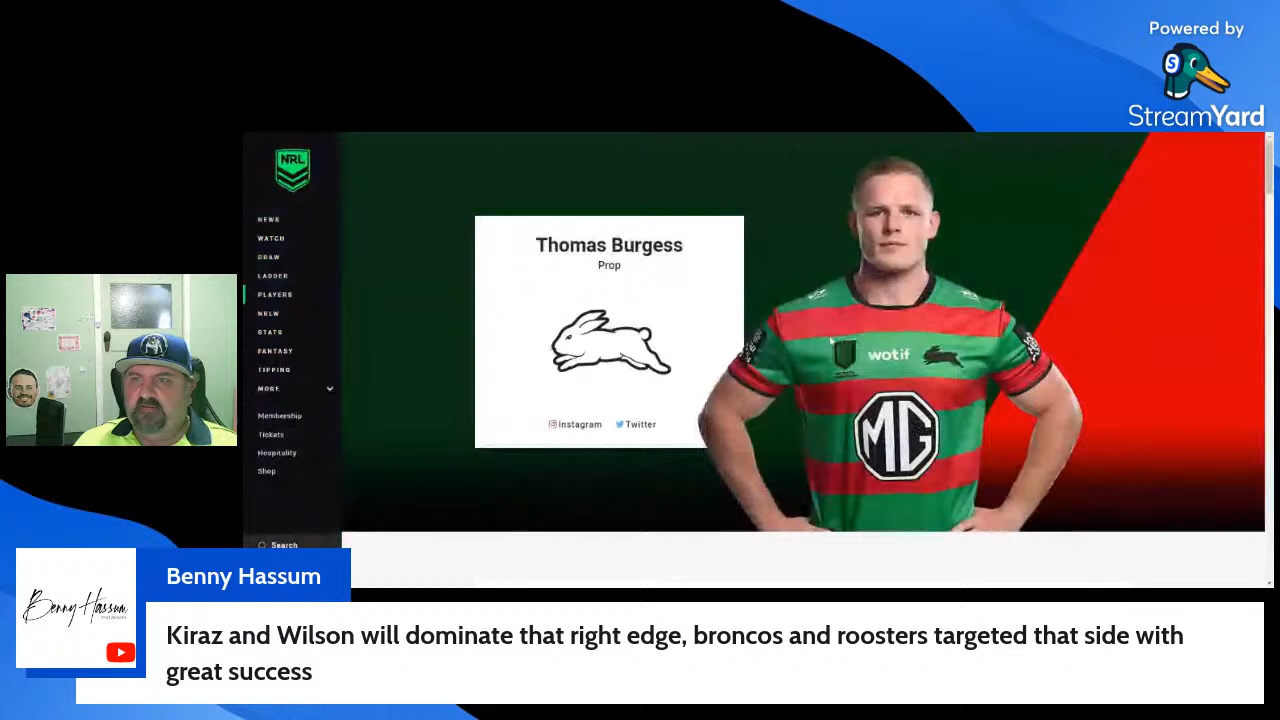 Powered by
StreamYard
NRL
NEWS
WATCH
DRAW
LADDER
PLAYERS
NRLW
STATS
FANTASY
TIPPING
MORE
Membership
Tickets
Hospitality
Shop
Search
Thomas Burgess
Prop
Instagram
Twitter
wotif
MG
Benny Hassum
PHOTOGRAPHY
Benny Hassum
Kiraz and Wilson will dominate that right edge, broncos and roosters targeted that side with
great success